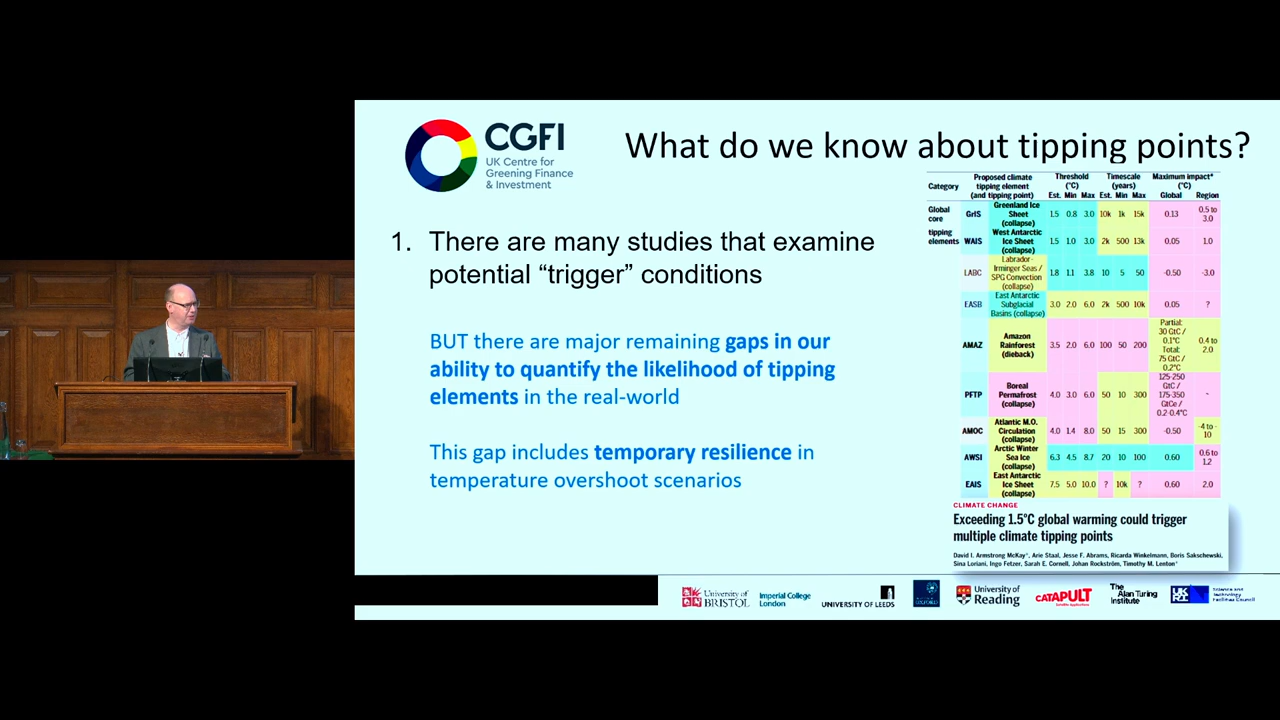 CGFI
UK Centre for
Greening Finance
& Investment
What do we know about tipping points?
1. There are many studies that examine
potential “trigger” conditions
BUT there are major remaining gaps in our
ability to quantify the likelihood of tipping
elements in the real-world
This gap includes temporary resilience in
temperature overshoot scenarios
Category Proposed climate tipping element (and tipping point) Threshold (°C) Timescale (years) Maximum impact* (°C)
Est. Min Max Est. Min Max Global Region
Global core tipping elements
GrIS Greenland Ice Sheet (collapse) 1.5 0.8 3.0 10k 1k 15k 0.13 0.5 to 3.0
WAIS West Antarctic Ice Sheet (collapse) 1.5 1.0 3.0 2k 500 13k 0.05 1.0
LABC Labrador-Irminger Seas / SPG Convection (collapse) 1.8 1.1 3.8 10 5 50 -0.50 -3.0
EASB East Antarctic Subglacial Basins (collapse) 3.0 2.0 6.0 2k 500 10k 0.05 ?
AMAZ Amazon Rainforest (dieback) 3.5 2.0 6.0 100 50 200 Partial: 30 GtC / 0.1°C Total: 75 GtC / 0.2°C 0.4 to 2.0
PFTP Boreal Permafrost (collapse) 4.0 3.0 6.0 50 10 300 125-250 GtC / 175-350 GtCe / 0.2-0.4°C -
AMOC Atlantic M.O. Circulation (collapse) 4.0 1.4 8.0 50 15 300 -0.50 -4 to -10
AWSI Arctic Winter Sea Ice (collapse) 6.3 4.5 8.7 20 10 100 0.60 0.6 to 1.2
EAIS East Antarctic Ice Sheet (collapse) 7.5 5.0 10.0 ? 10k ? 0.60 2.0
CLIMATE CHANGE
Exceeding 1.5°C global warming could trigger
multiple climate tipping points
David I. Armstrong McKay*, Arie Staal, Jesse F. Abrams, Ricarda Winkelmann, Boris Sakschewski,
Sina Loriani, Ingo Fetzer, Sarah E. Cornell, Johan Rockström, Timothy M. Lenton*
University of
BRISTOL
Imperial College
London
UNIVERSITY OF LEEDS
University of
Reading
CATAPULT
The
Alan Turing
Institute
Science and
Technology
Facilities Council